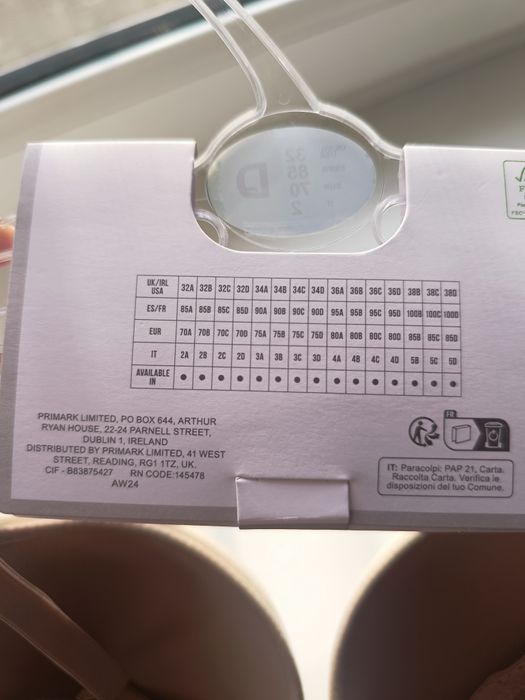 32
85
70
2
D
UK/IRL USA 32A 32B 32C 32D 34A 34B 34C 34D 36A 36B 36C 36D 38B 38C 38D
ES/FR 85A 85B 85C 85D 90A 90B 90C 90D 95A 95B 95C 95D 100B 100C 100D
EUR 70A 70B 70C 70D 75A 75B 75C 75D 80A 80B 80C 80D 85B 85C 85D
IT 2A 2B 2C 2D 3A 3B 3C 3D 4A 4B 4C 4D 5B 5C 5D
AVAILABLE IN • • • • • • • • • • • • • • •
PRIMARK LIMITED, PO BOX 644, ARTHUR
RYAN HOUSE, 22-24 PARNELL STREET,
DUBLIN 1, IRELAND
DISTRIBUTED BY PRIMARK LIMITED, 41 WEST
STREET, READING, RG1 1TZ, UK.
CIF - B83875427 RN CODE:145478
AW24
FR
IT: Paracolpi: PAP 21, Carta.
Raccolta Carta. Verifica le
disposizioni del tuo Comune.